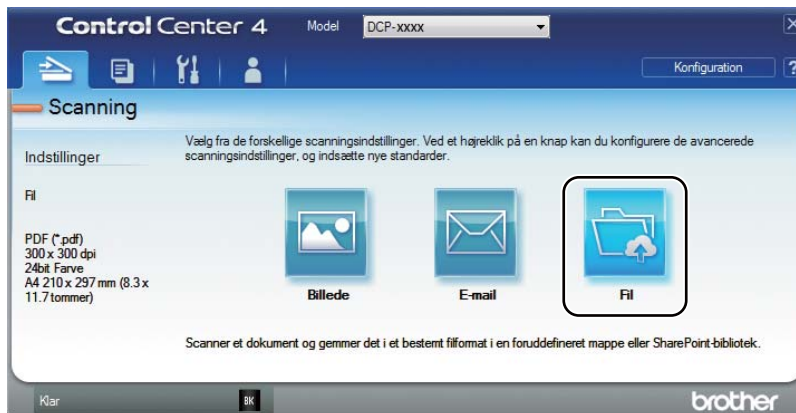 ControlCenter 4
Model
DCP-xxxx
X
Konfiguration
?
Scanning
Indstillinger
Fil
PDF (*.pdf)
300 x 300 dpi
24bit Farve
A4 210 x 297 mm (8.3 x
11.7 tommer)
Vælg fra de forskellige scanningsindstillinger. Ved et højreklik på en knap kan du konfigurere de avancerede
scanningsindstillinger, og indsætte nye standarder.
Billede
E-mail
Fil
Scanner et dokument og gemmer det i et bestemt filformat i en foruddefineret mappe eller SharePoint-bibliotek.
Klar
BK
brother